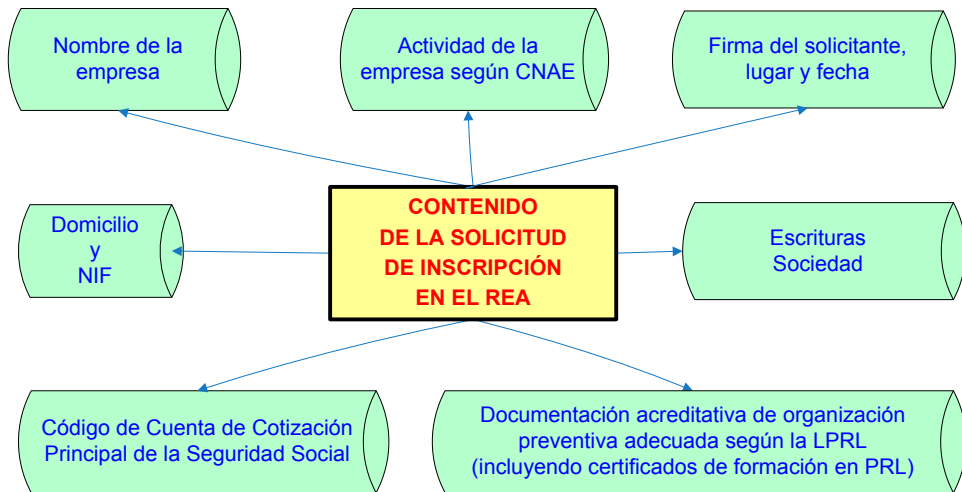 Nombre de la
empresa
Actividad de la
empresa según CNAE
Firma del solicitante,
lugar y fecha
Domicilio
y
NIF
CONTENIDO
DE LA SOLICITUD
DE INSCRIPCIÓN
EN EL REA
Escrituras
Sociedad
Código de Cuenta de Cotización
Principal de la Seguridad Social
Documentación acreditativa de organización
preventiva adecuada según la LPRL
(incluyendo certificados de formación en PRL)